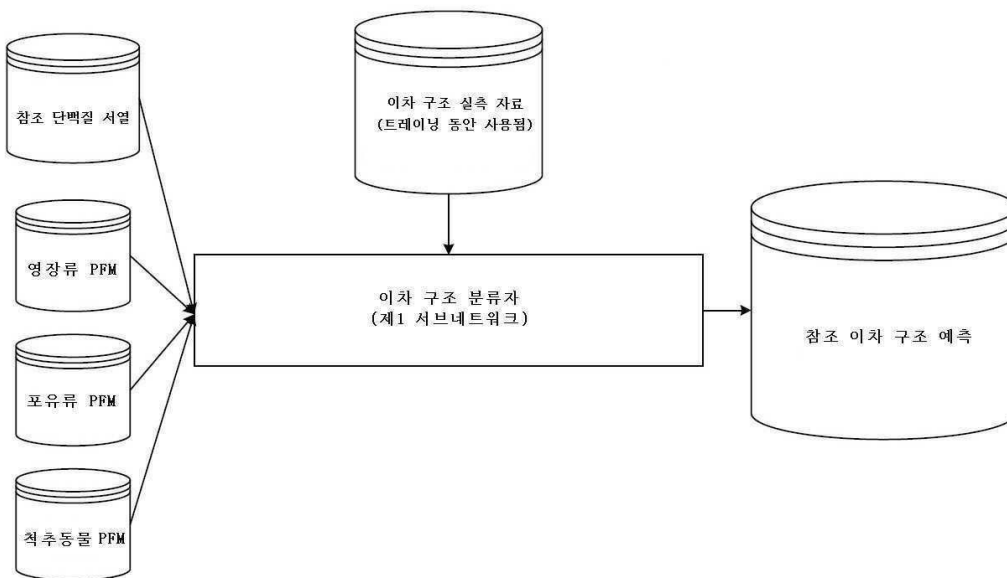 참조 단백질 서열
이차 구조 실측 자료
(트레이닝 동안 사용됨)
영장류 PFM
이차 구조 분류자
(제1 서브네트워크)
참조 이차 구조 예측
포유류 PFM
척추동물 PFM